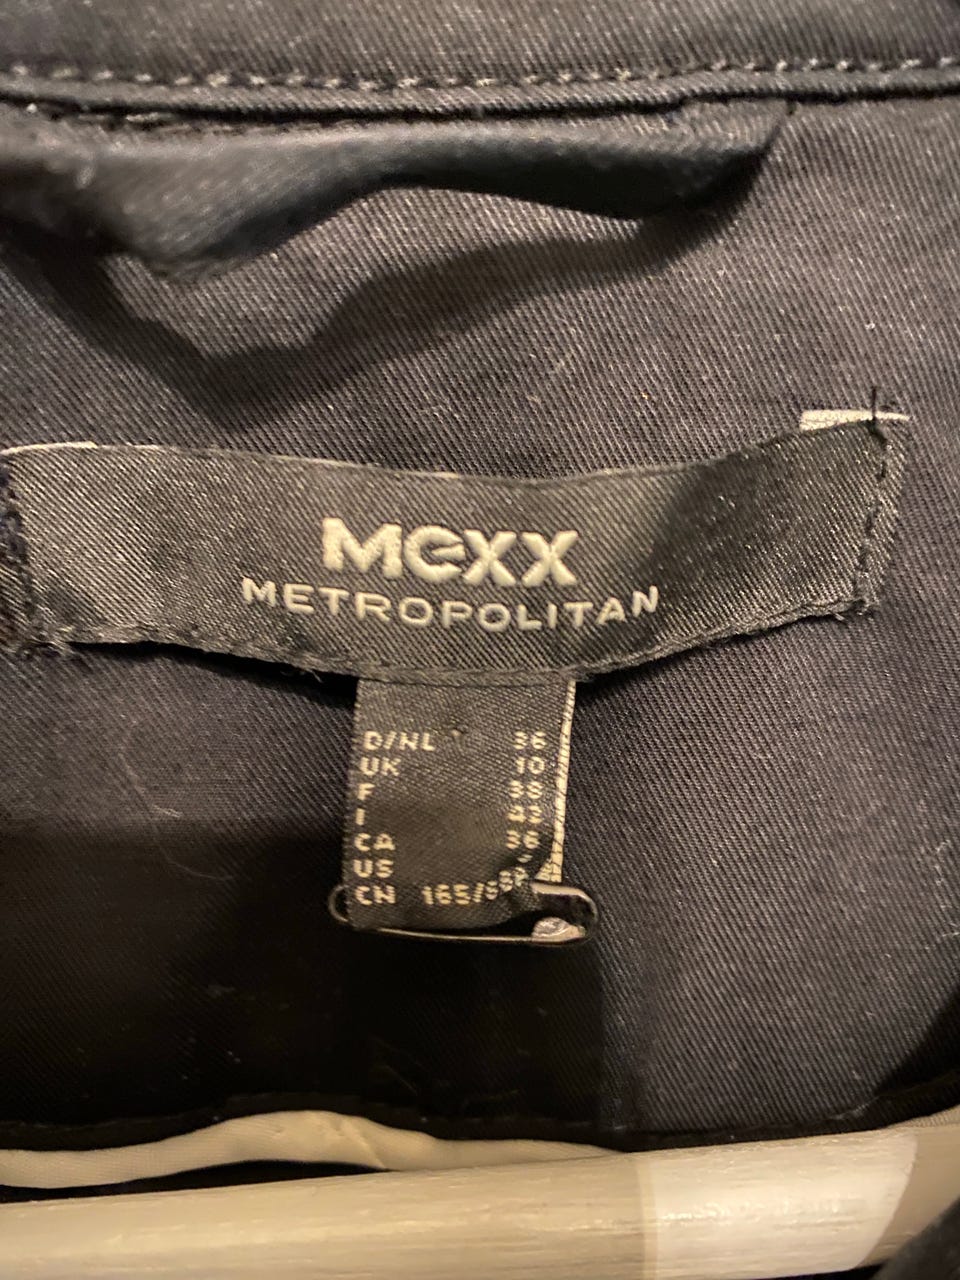 Mexx
METROPOLITAN
D/NL 36
UK 10
F 38
I 42
CA 36
US
CN 165/